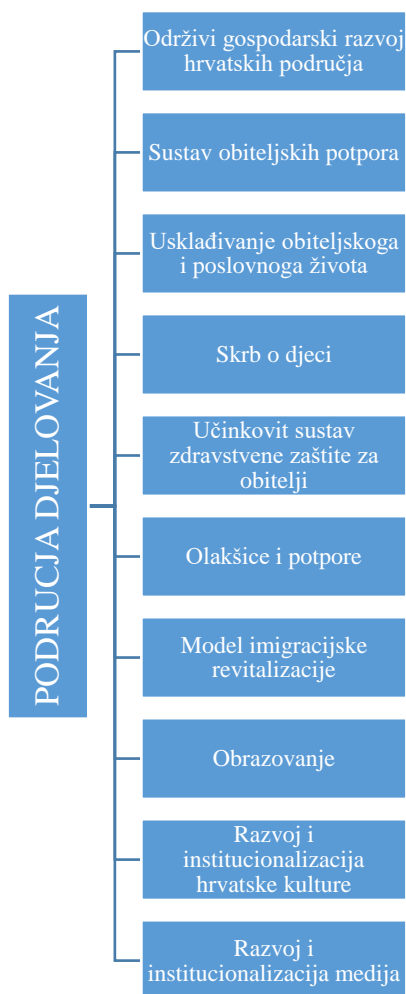 PODRUCJA DJELOVANJA
Održivi gospodarski razvoj
hrvatskih područja
Sustav obiteljskih potpora
Usklađivanje obiteljskoga
i poslovnoga života
Skrb o djeci
Učinkovit sustav
zdravstvene zaštite za
obitelji
Olakšice i potpore
Model imigracijske
revitalizacije
Obrazovanje
Razvoj i
institucionalizacija
hrvatske kulture
Razvoj i
institucionalizacija medija